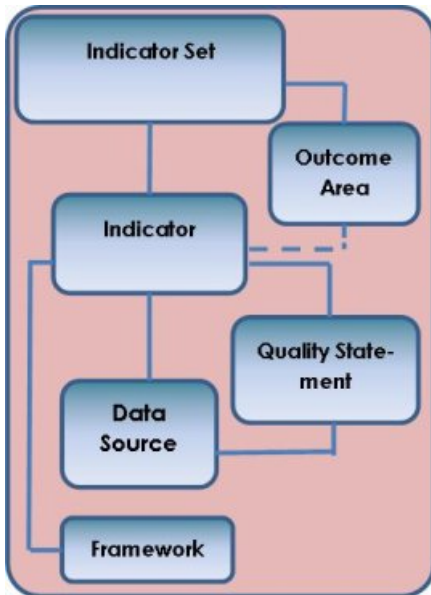 Indicator Set
Outcome
Area
Indicator
Quality State-
ment
Data
Source
Framework